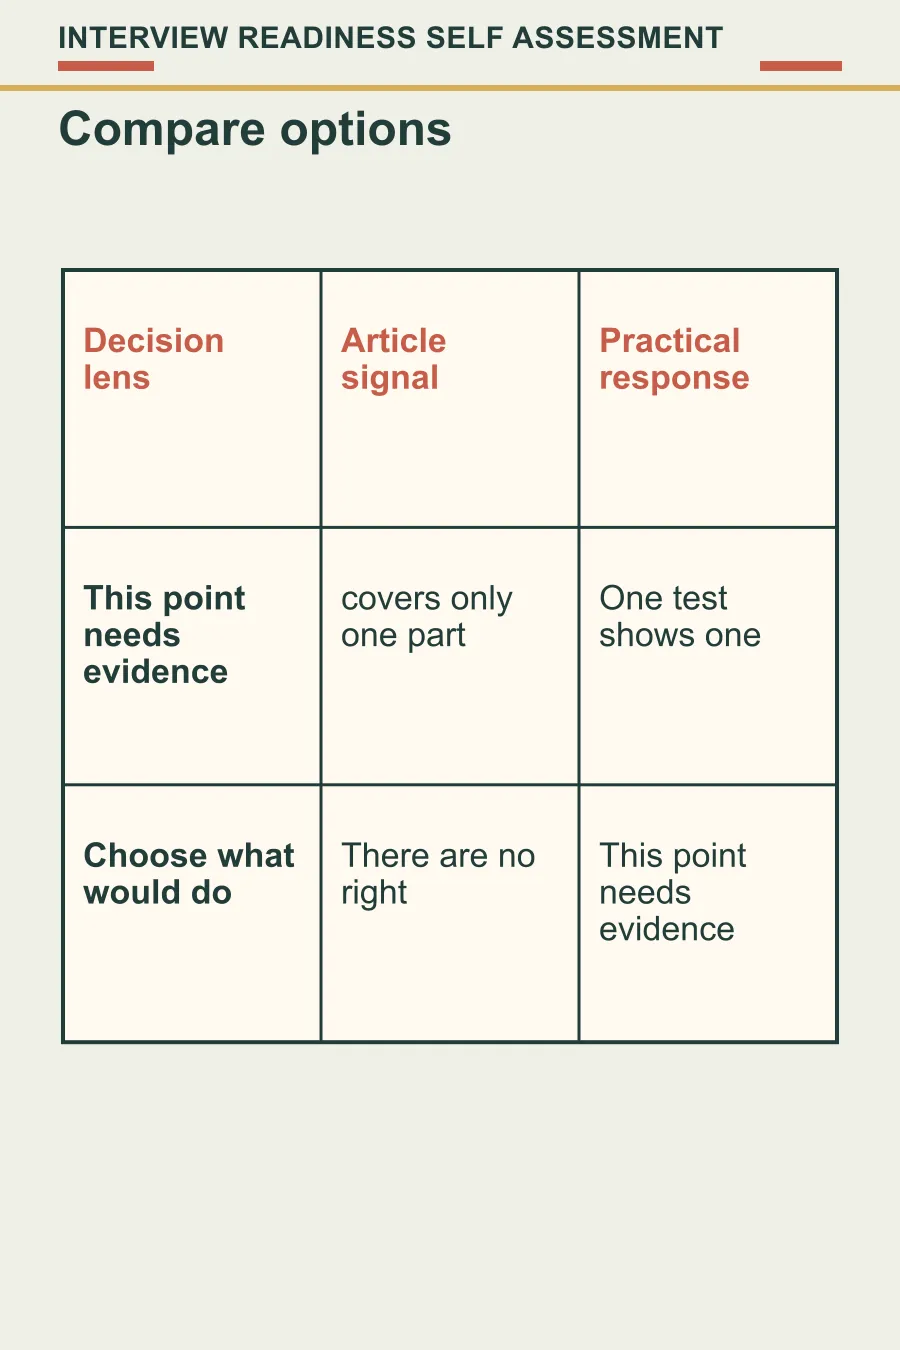 INTERVIEW READINESS SELF ASSESSMENT
Compare options
Decision
lens
Article
signal
Practical
response
This point
needs
evidence
covers only
one part
One test
shows one
Choose what
would do
There are no
right
This point
needs
evidence